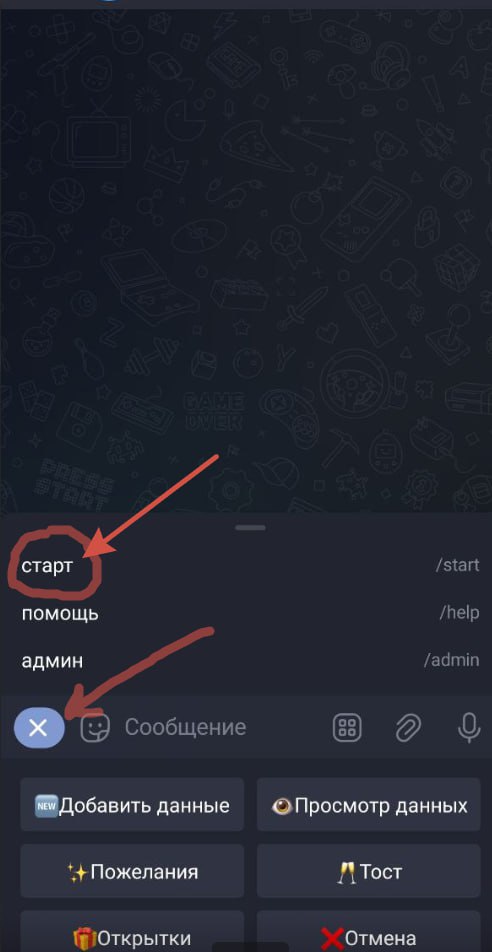 GAME
OVER
PRESS
START
старт /start
помощь /help
админ /admin
Сообщение
NEW Добавить данные 👁Просмотр данных
✨Пожелания 🥂Тост
🎁Открытки ❌Отмена